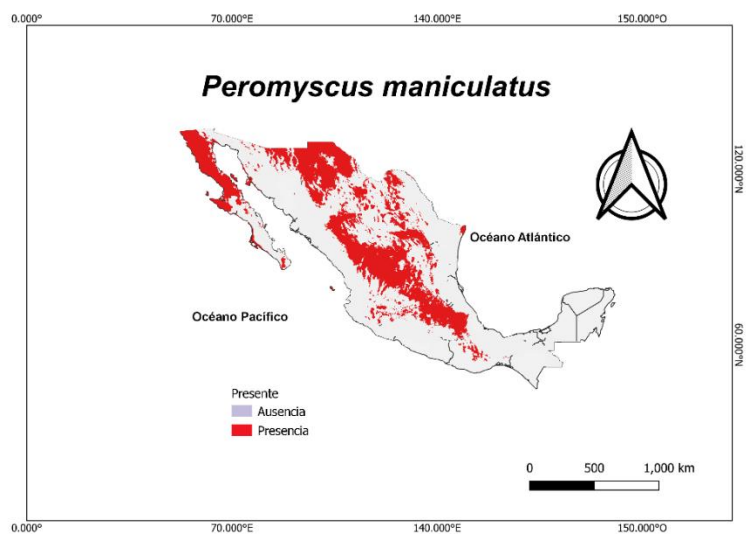 0.000° 70.000°E 140.000°E 150.000°O
Peromyscus maniculatus
120.000°N
Océano Atlántico
Océano Pacífico
60.000°N
Presente
Ausencia
Presencia
0 500 1,000 km
0.000° 70.000°E 140.000°E 150.000°O